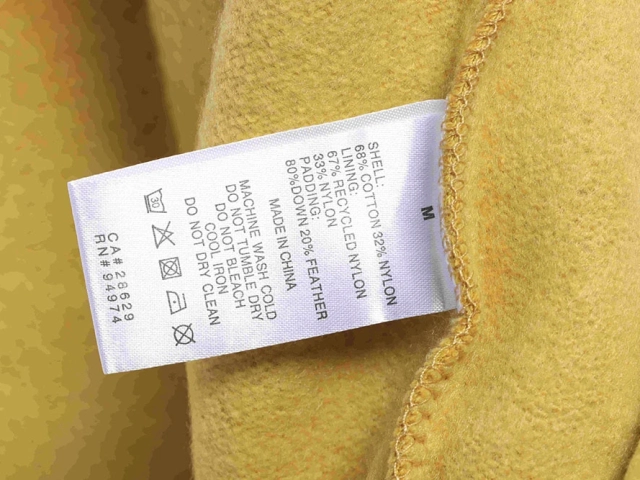 M
SHELL:
68% COTTON 32% NYLON
LINING:
67% RECYCLED NYLON
33% NYLON
PADDING:
80%DOWN 20% FEATHER
MADE IN CHINA
MACHINE WASH COLD
DO NOT TUMBLE DRY
DO NOT BLEACH
COOL IRON
DO NOT DRY CLEAN
30
CA# 28629
RN# 94974